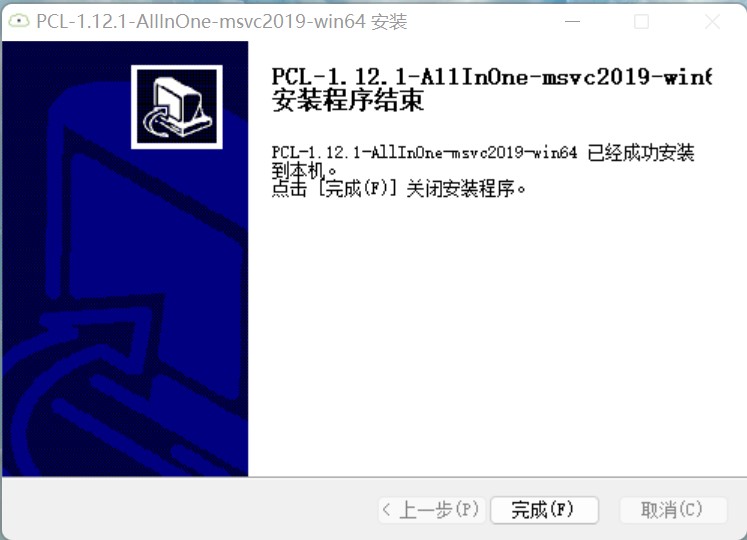 PCL-1.12.1-AllInOne-msvc2019-win64 安装
PCL-1.12.1-AllInOne-msvc2019-win6
安装程序结束
PCL-1.12.1-AllInOne-msvc2019-win64 已经成功安装
到本机。
点击 [完成(F)] 关闭安装程序。
< 上一步(P) 完成(F) 取消(C)